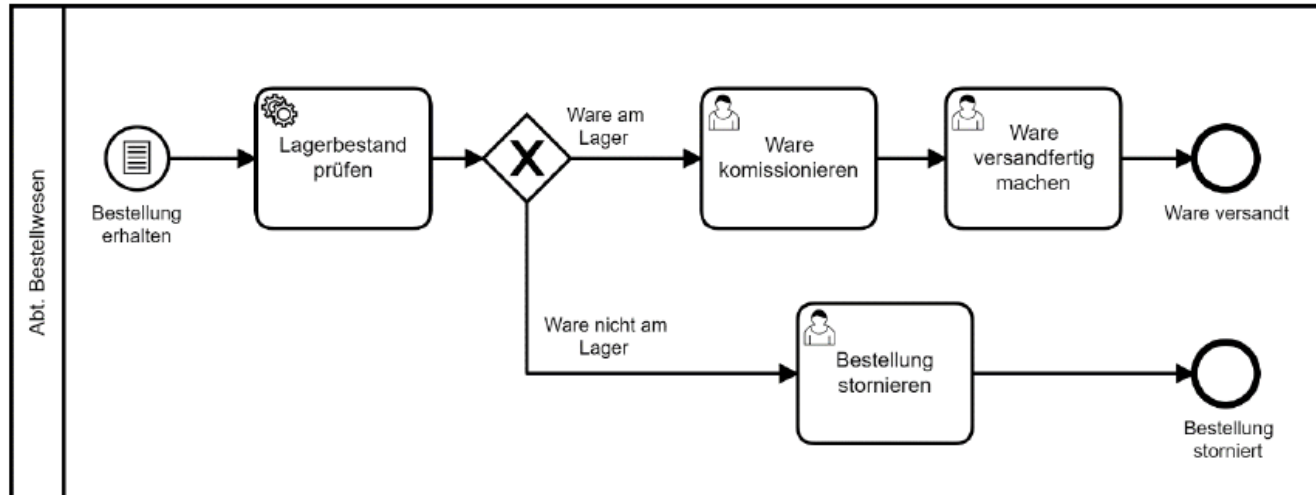 Abt. Bestellwesen
Bestellung
erhalten
Lagerbestand
prüfen
Ware am
Lager
Ware
komissionieren
Ware
versandfertig
machen
Ware versandt
Ware nicht am
Lager
Bestellung
stornieren
Bestellung
storniert